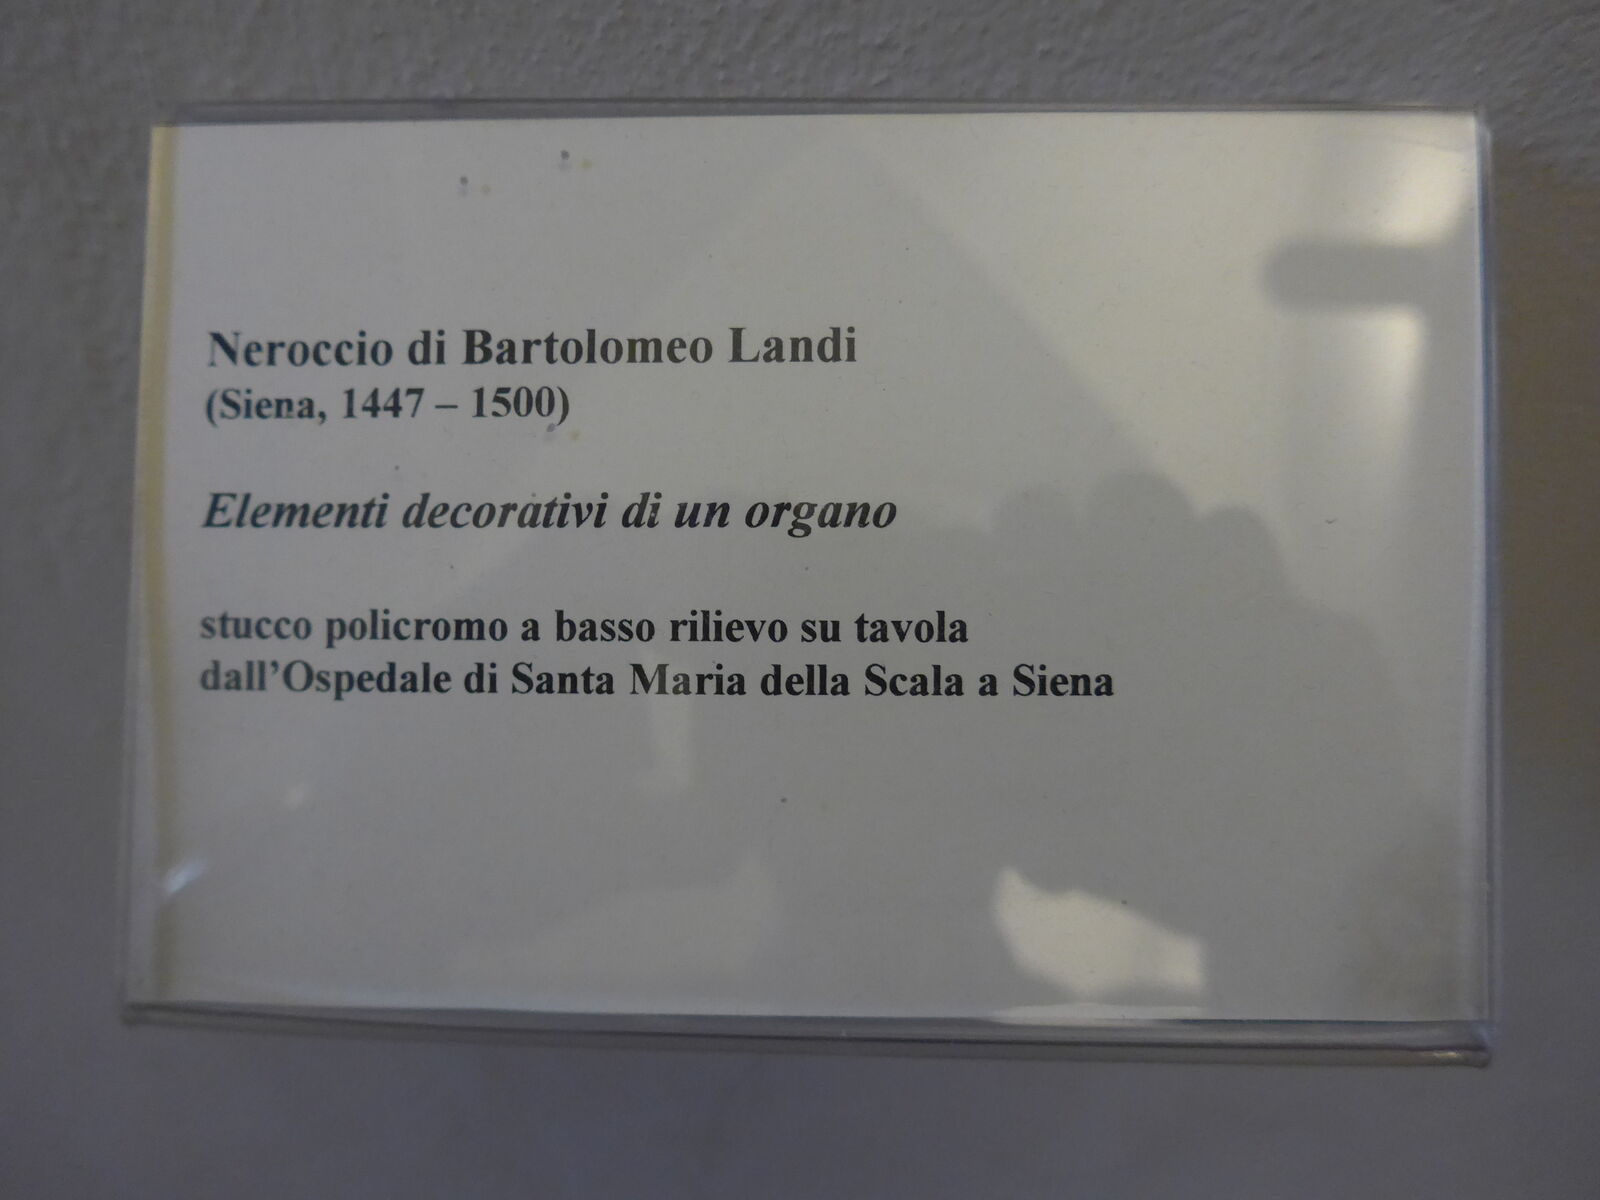 Neroccio di Bartolomeo Landi
(Siena, 1447 – 1500)
Elementi decorativi di un organo
stucco policromo a basso rilievo su tavola
dall’Ospedale di Santa Maria della Scala a Siena